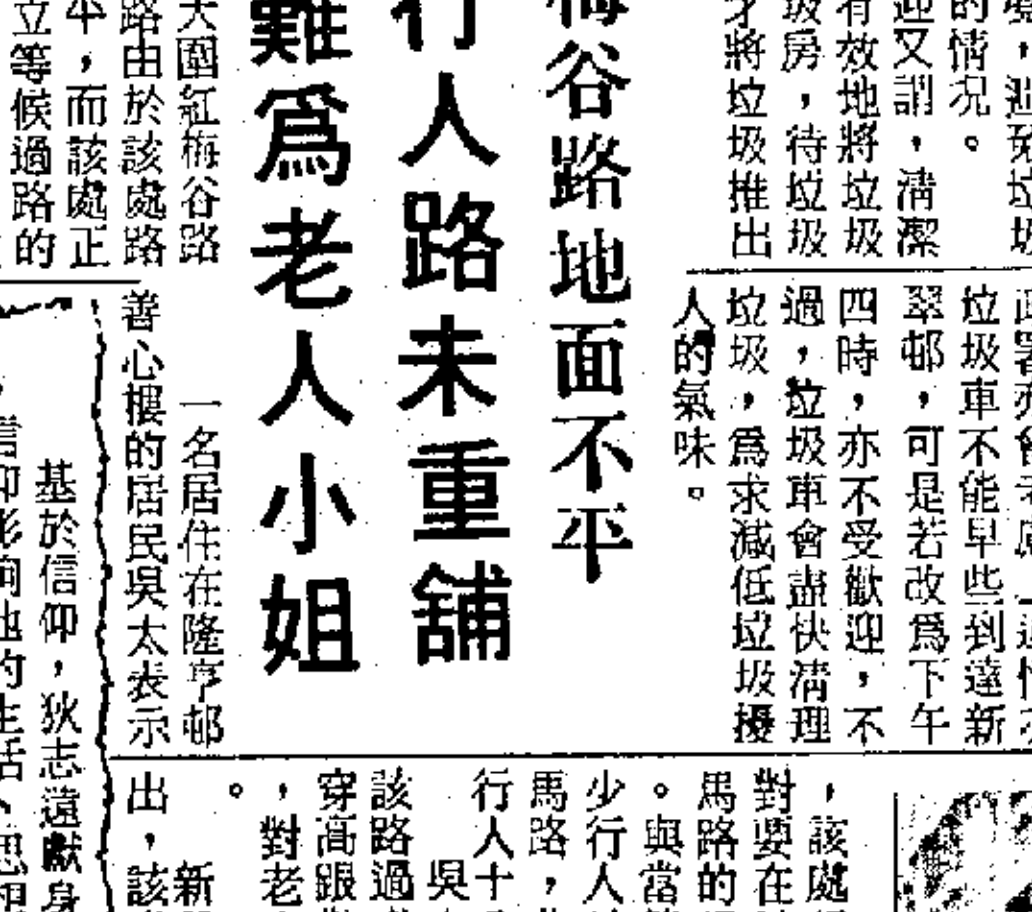 的情況。
迎又謂，清潔
有效地將垃圾
圾房，待垃圾
才將垃圾推出
垃圾車不能早些到達新
翠邨，可是若改爲下午
四時，亦不受歡迎，不
過，垃圾車會盡快清理
垃圾，爲求減低垃圾擾
人的氣味。
梅谷路地面不平
行人路未重舖
難爲老人小姐
一名居住在隆亨邨
善心樓的居民吳太表示
大圍紅梅谷路
路由於該處路
平，而該處正
立等候過路的
，該處
對要在
馬路的
。與當
少行人
馬路，
行人十
吳
該路過
穿高跟
，對老
。
新
出，該
基於信仰，狄志遠獻身